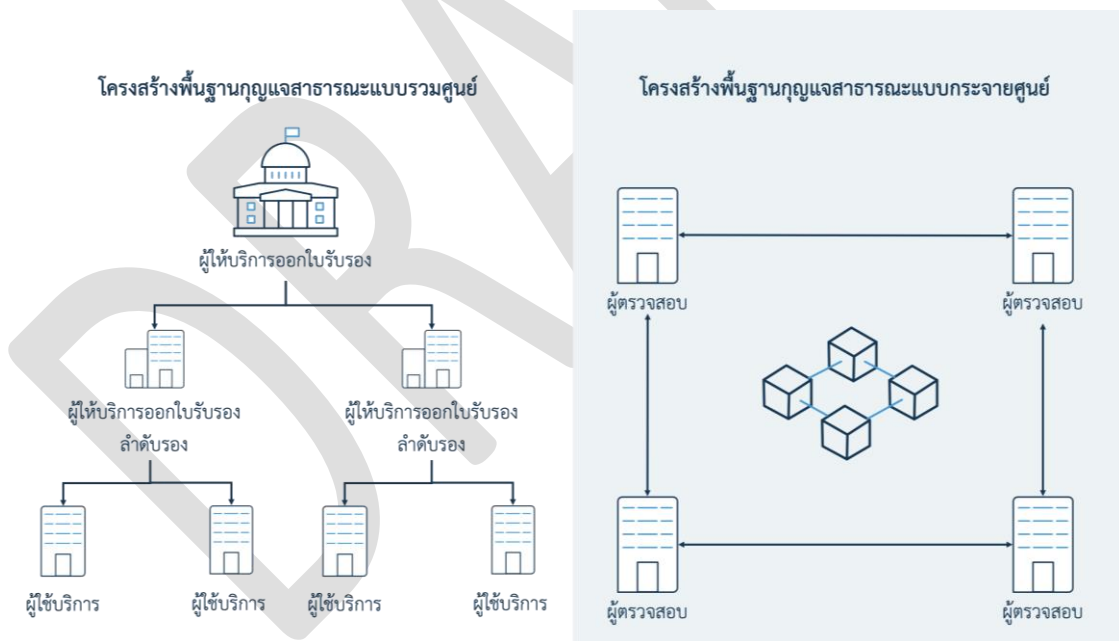 โครงสร้างพื้นฐานกุญแจสาธารณะแบบรวมศูนย์
ผู้ให้บริการออกใบรับรอง
ผู้ให้บริการออกใบรับรอง
ลำดับรอง
ผู้ให้บริการออกใบรับรอง
ลำดับรอง
ผู้ใช้บริการ
ผู้ใช้บริการ
ผู้ใช้บริการ
ผู้ใช้บริการ
โครงสร้างพื้นฐานกุญแจสาธารณะแบบกระจายศูนย์
ผู้ตรวจสอบ
ผู้ตรวจสอบ
ผู้ตรวจสอบ
ผู้ตรวจสอบ